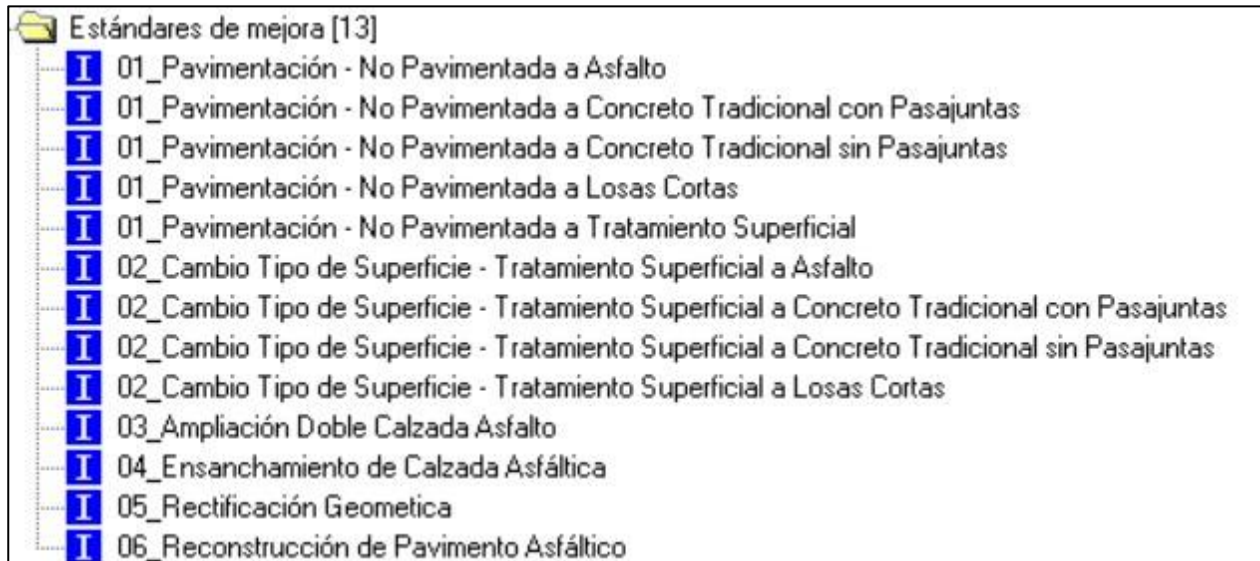 Estándares de mejora [13]
I 01_Pavimentación - No Pavimentada a Asfalto
I 01_Pavimentación - No Pavimentada a Concreto Tradicional con Pasajuntas
I 01_Pavimentación - No Pavimentada a Concreto Tradicional sin Pasajuntas
I 01_Pavimentación - No Pavimentada a Losas Cortas
I 01_Pavimentación - No Pavimentada a Tratamiento Superficial
I 02_Cambio Tipo de Superficie - Tratamiento Superficial a Asfalto
I 02_Cambio Tipo de Superficie - Tratamiento Superficial a Concreto Tradicional con Pasajuntas
I 02_Cambio Tipo de Superficie - Tratamiento Superficial a Concreto Tradicional sin Pasajuntas
I 02_Cambio Tipo de Superficie - Tratamiento Superficial a Losas Cortas
I 03_Ampliación Doble Calzada Asfalto
I 04_Ensanchamiento de Calzada Asfáltica
I 05_Rectificación Geometica
I 06_Reconstrucción de Pavimento Asfáltico